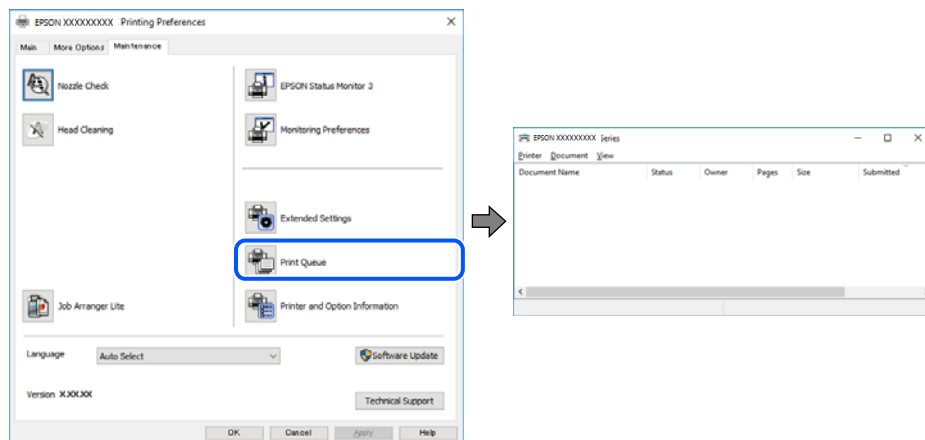 EPSON XXXXXXXXX Printing Preferences
Main More Options Maintenance
Nozzle Check
EPSON Status Monitor 3
Head Cleaning
Monitoring Preferences
Extended Settings
Print Queue
Job Arranger Lite
Printer and Option Information
Language Auto Select Software Update
Version X.XX.XX
Technical Support
OK Cancel Apply Help
EPSON XXXXXXXXXX Series
Printer Document View
Document Name Status Owner Pages Size Submitted